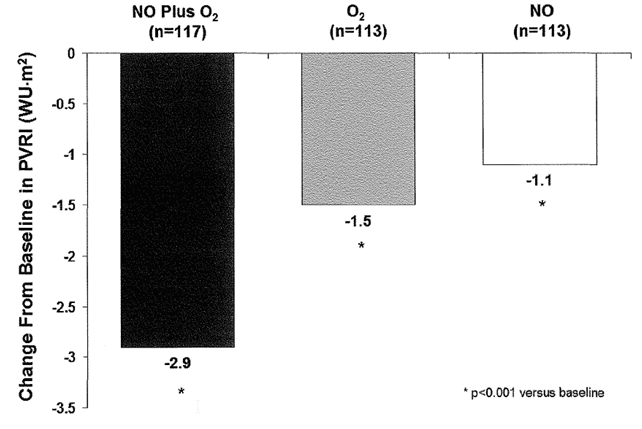 NO Plus O₂
(n=117)
O₂
(n=113)
NO
(n=113)
Change From Baseline in PVRI (WU·m²)
0
-0.5
-1
-1.5
-2
-2.5
-3
-3.5
-2.9
*
-1.5
*
-1.1
*
* p<0.001 versus baseline